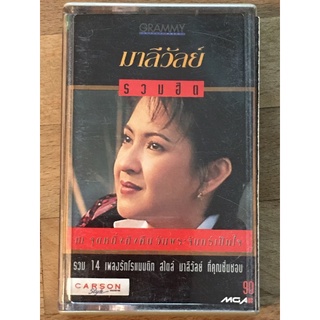 GRAMMY
มาลีวัลย์
รวมฮิต
รวม 14 เพลงรักโรแมนติก สไตล์ มาลีวัลย์ ที่คุณชื่นชอบ
CARSON
90
MGA